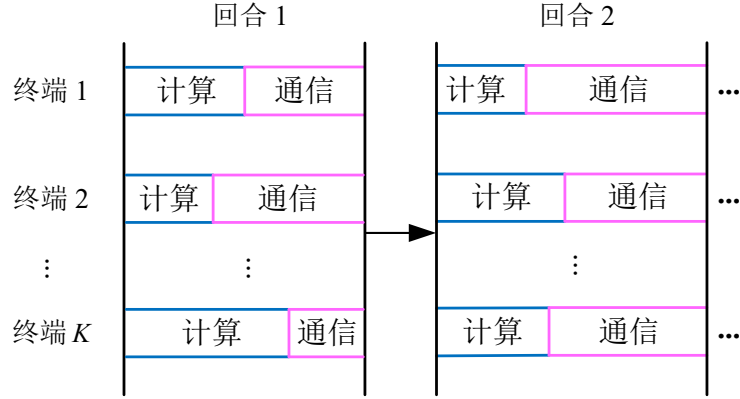 回合 1 回合 2
终端 1 计算 通信 计算 通信 ...
终端 2 计算 通信 计算 通信 ...
⋮ ⋮ ⋮
终端 K 计算 通信 计算 通信 ...